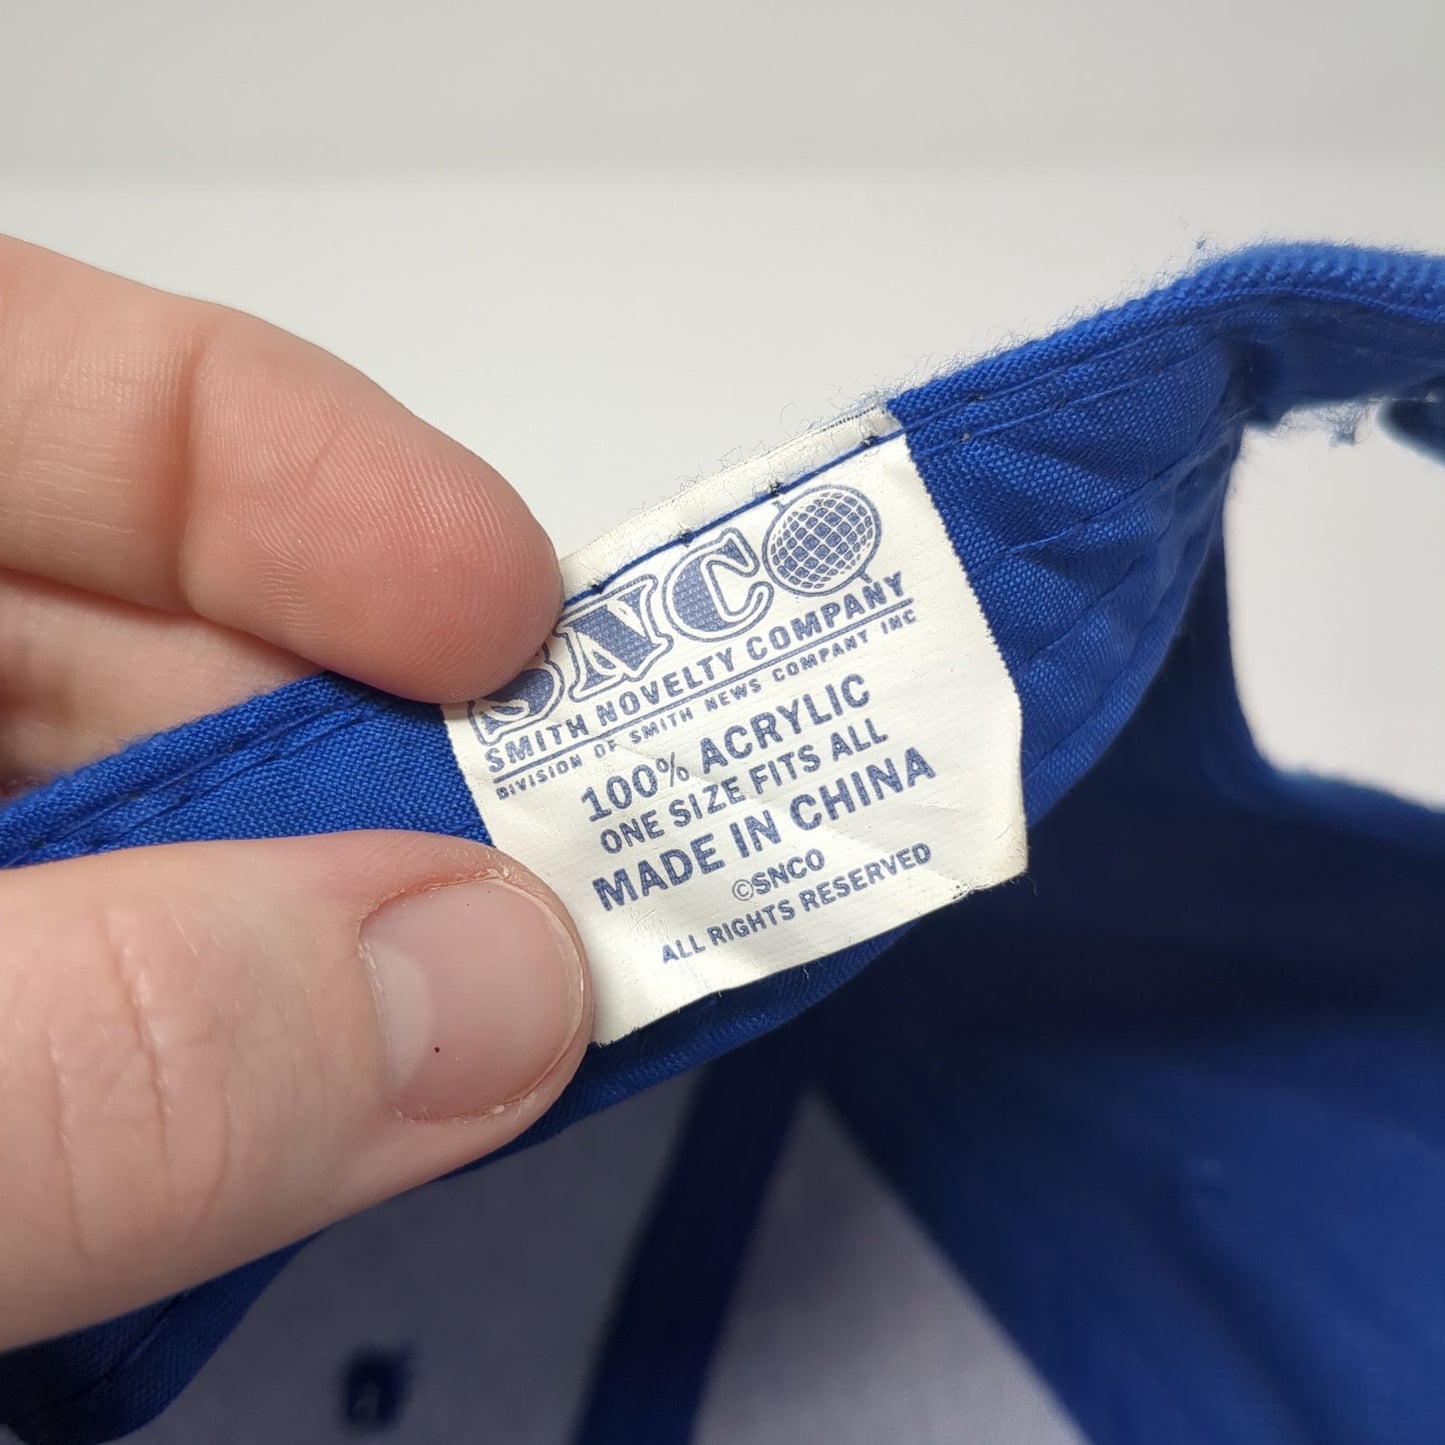 SNCO
SMITH NOVELTY COMPANY
DIVISION OF SMITH NEWS COMPANY INC
100% ACRYLIC
ONE SIZE FITS ALL
MADE IN CHINA
©SNCO
ALL RIGHTS RESERVED